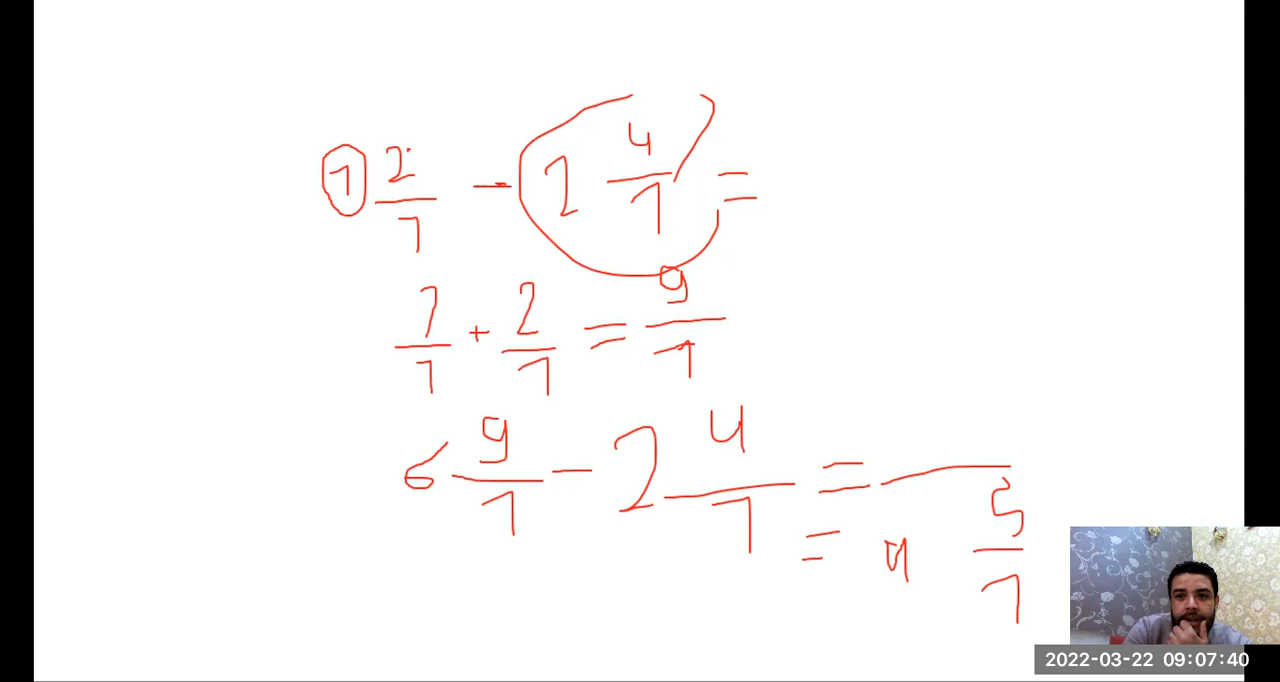 7 2/7 - 2 4/7 =
7/7 + 2/7 = 9/7
6 9/7 - 2 4/7 =
= 4 5/7
2022-03-22 09:07:40